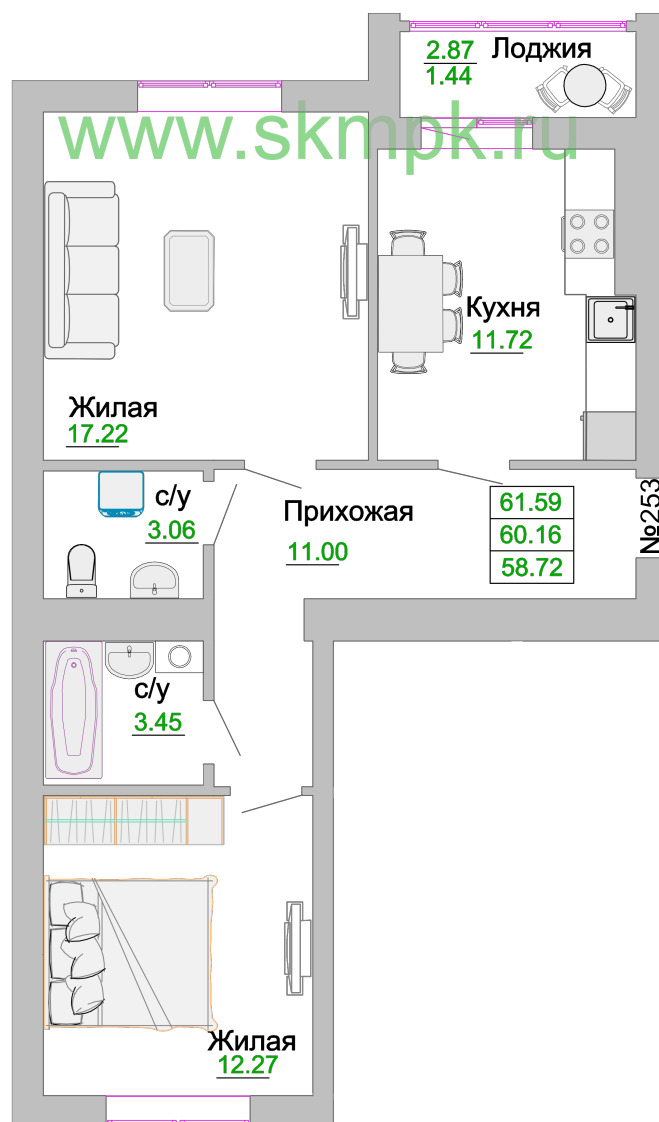 2.87 Лоджия
1.44
www.skmpk.ru
Кухня
11.72
Жилая
17.22
с/у
3.06
Прихожая
11.00
61.59
60.16
58.72
№253
с/у
3.45
Жилая
12.27